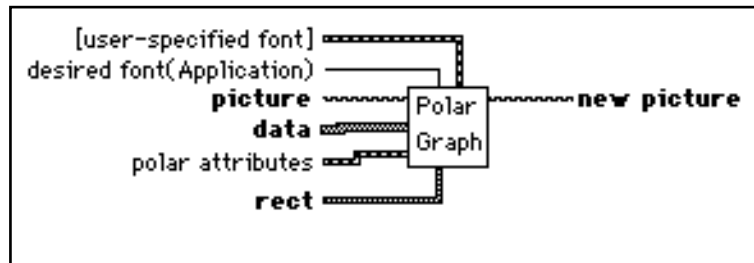 [user-specified font]
desired font(Application)
picture
data
polar attributes
rect
Polar
Graph
new picture